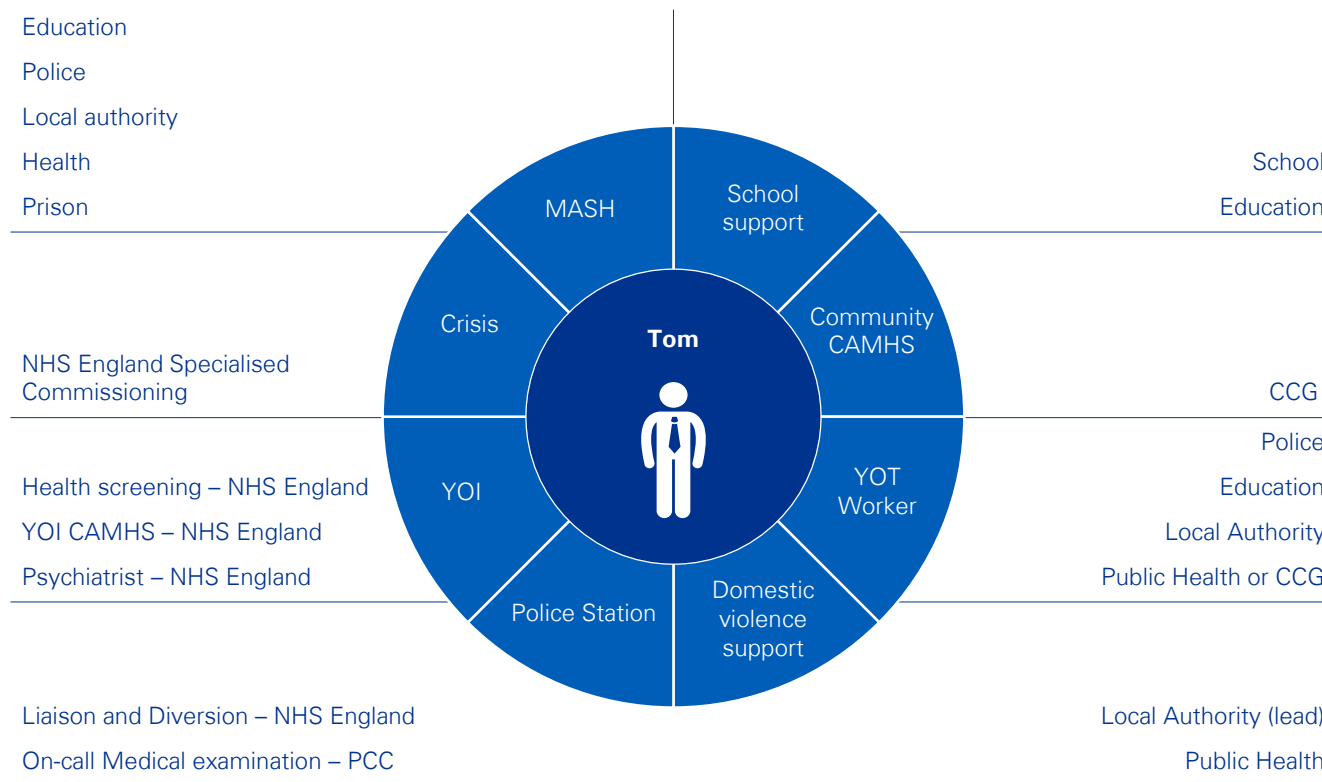 Education
Police
Local authority
Health
Prison
NHS England Specialised
Commissioning
Health screening – NHS England
YOI CAMHS – NHS England
Psychiatrist – NHS England
Liaison and Diversion – NHS England
On-call Medical examination – PCC
MASH
School
support
Crisis
Community
CAMHS
Tom
YOI
YOT
Worker
Police Station
Domestic
violence
support
School
Education
CCG
Police
Education
Local Authority
Public Health or CCG
Local Authority (lead)
Public Health